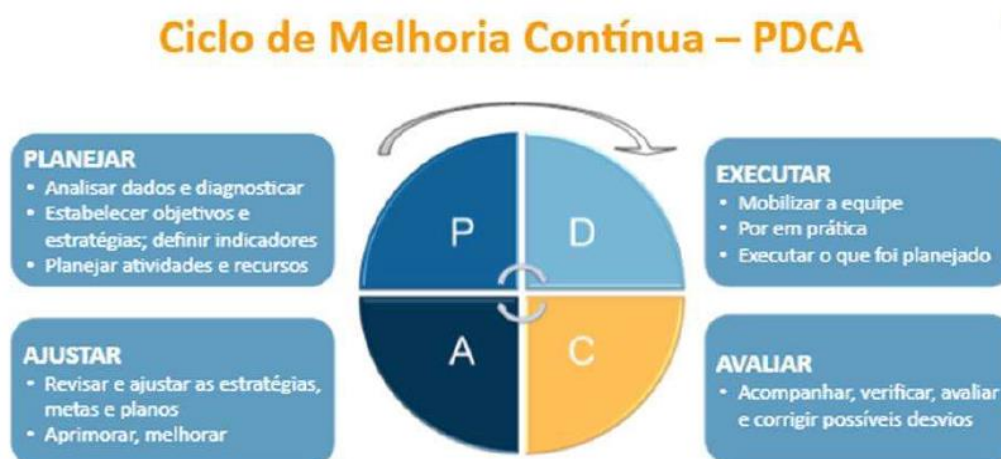 Ciclo de Melhoria Contínua – PDCA
PLANEJAR
• Analisar dados e diagnosticar
• Estabelecer objetivos e
estratégias; definir indicadores
• Planejar atividades e recursos
P
D
EXECUTAR
• Mobilizar a equipe
• Por em prática
• Executar o que foi planejado
AJUSTAR
• Revisar e ajustar as estratégias,
metas e planos
• Aprimorar, melhorar
A
C
AVALIAR
• Acompanhar, verificar, avaliar
e corrigir possíveis desvios